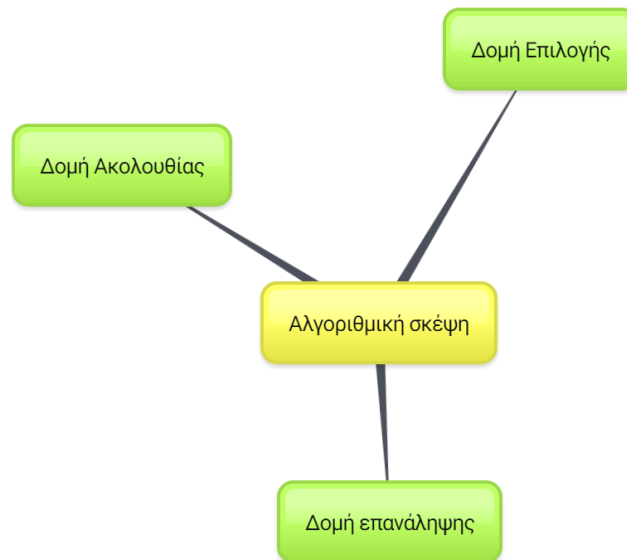 Δομή Επιλογής
Δομή Ακολουθίας
Αλγοριθμική σκέψη
Δομή επανάληψης